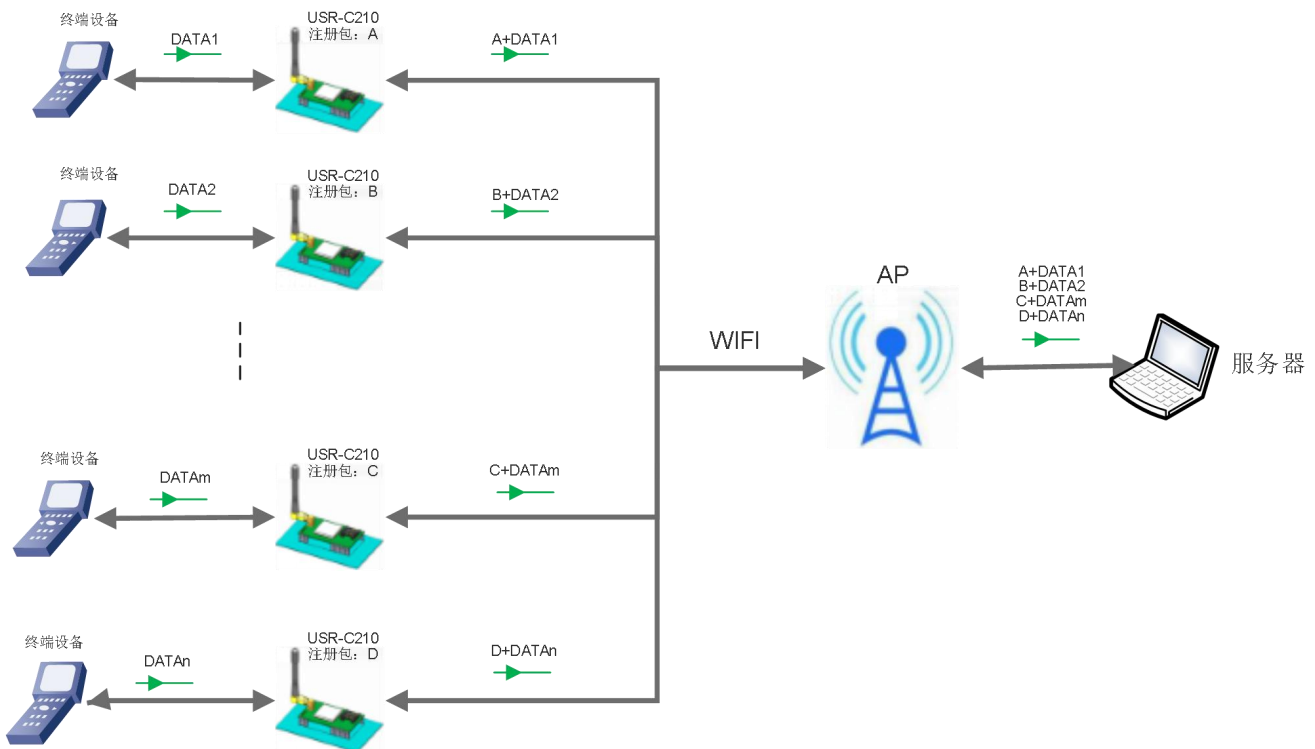 终端设备
DATA1
USR-C210
注册包：A
A+DATA1
终端设备
DATA2
USR-C210
注册包：B
B+DATA2
WIFI
AP
A+DATA1
B+DATA2
C+DATAm
D+DATAn
服务器
终端设备
DATAm
USR-C210
注册包：C
C+DATAm
终端设备
DATAn
USR-C210
注册包：D
D+DATAn